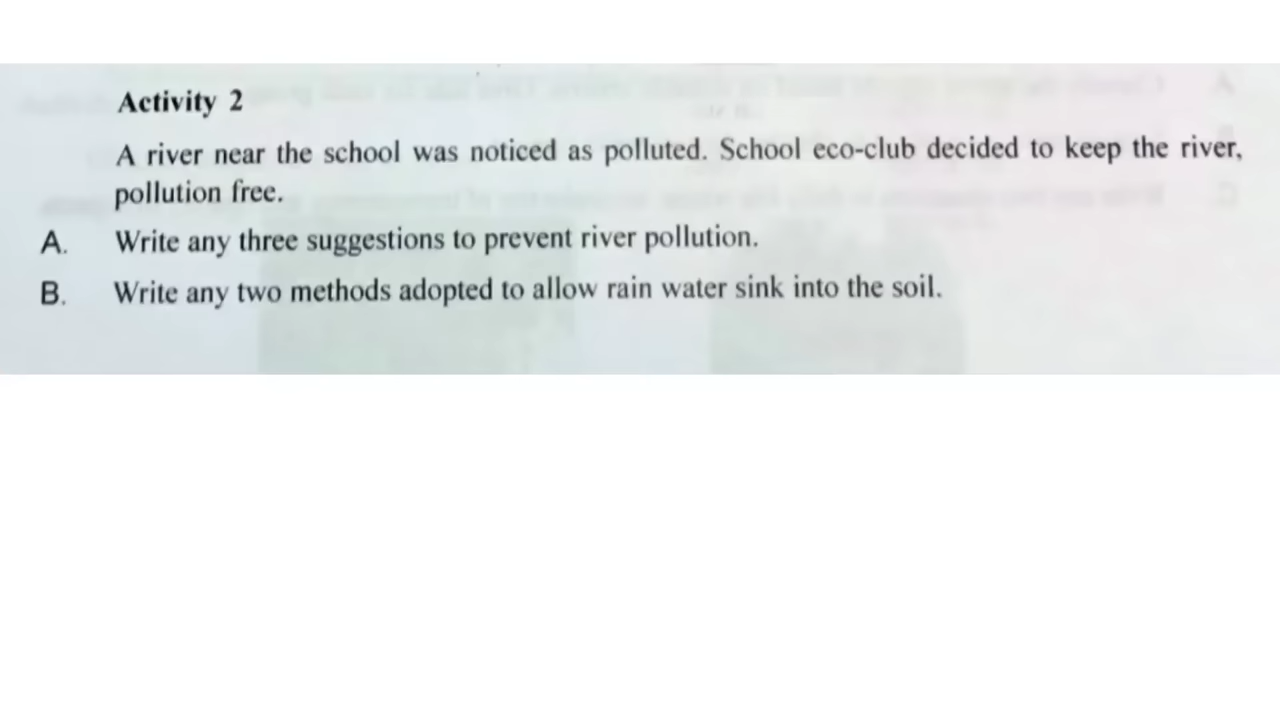 Activity 2
A river near the school was noticed as polluted. School eco-club decided to keep the river,
pollution free.
A. Write any three suggestions to prevent river pollution.
B. Write any two methods adopted to allow rain water sink into the soil.